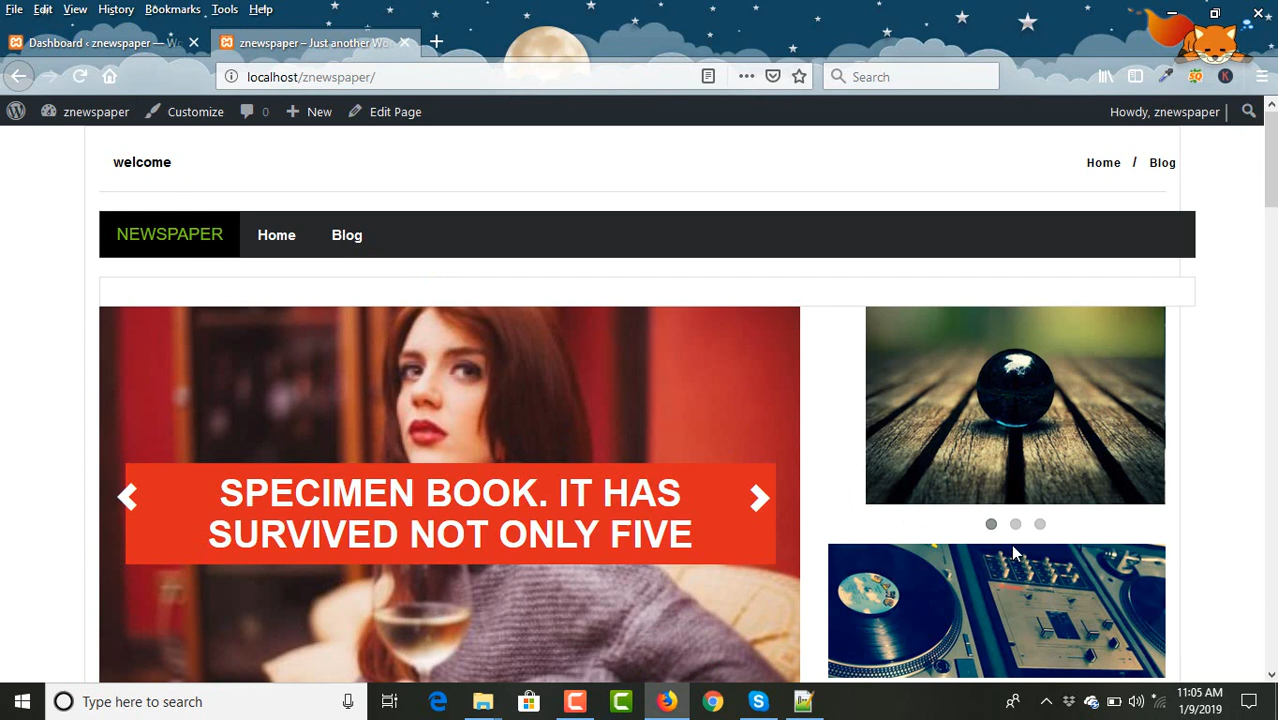 File Edit View History Bookmarks Tools Help
Dashboard ‹ znewspaper — Wo
znewspaper – Just another Wo
localhost/znewspaper/
Search
znewspaper Customize 0 New Edit Page Howdy, znewspaper
welcome
Home / Blog
NEWSPAPER Home Blog
SPECIMEN BOOK. IT HAS
SURVIVED NOT ONLY FIVE
Type here to search
11:05 AM
1/9/2019